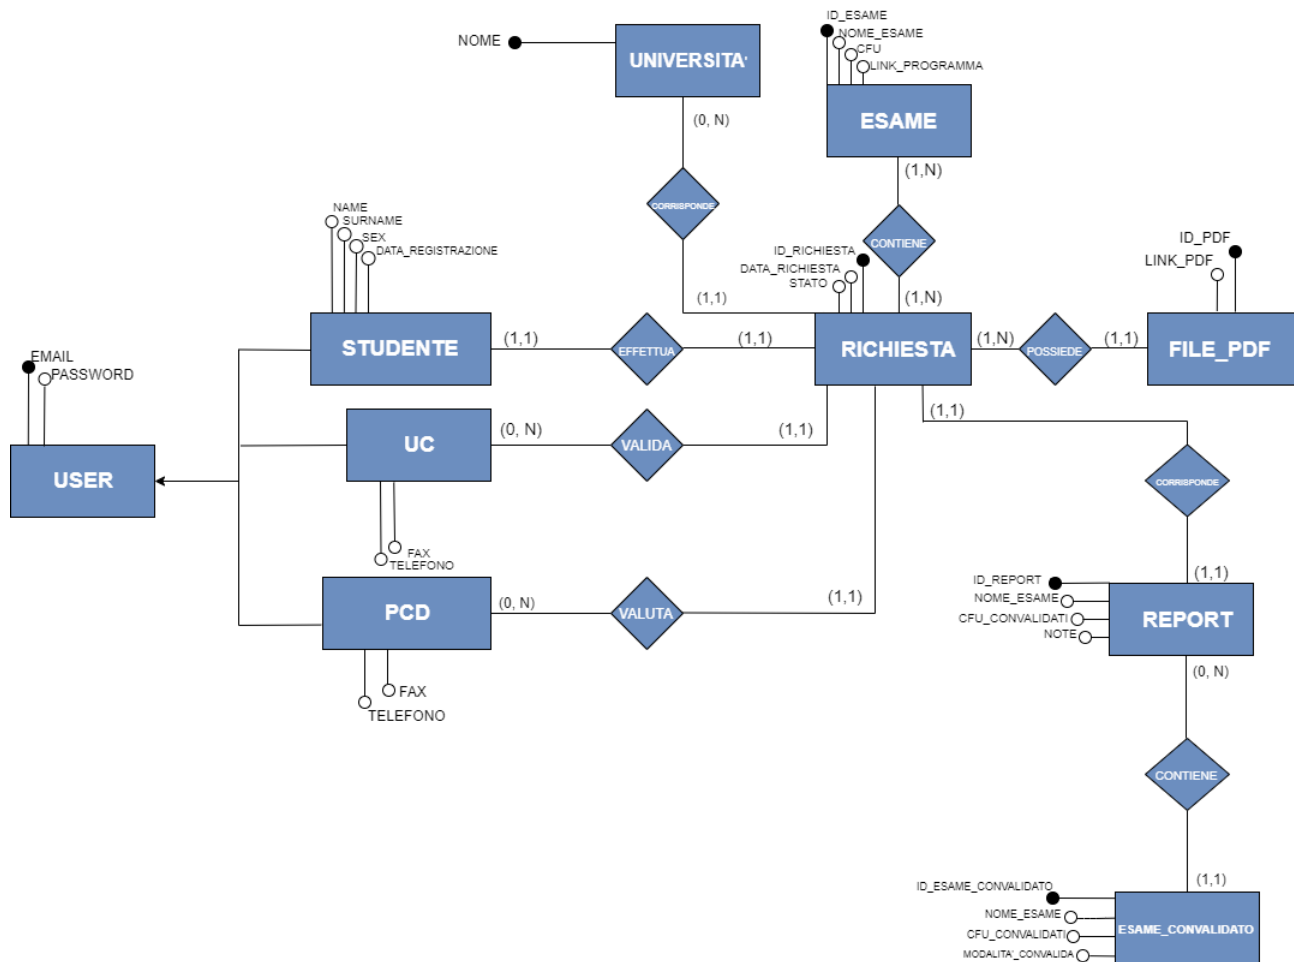 NOME
UNIVERSITA'
(0, N)
CORRISPONDE
(1,1)
ID_ESAME
NOME_ESAME
CFU
LINK_PROGRAMMA
ESAME
(1,N)
CONTIENE
(1,N)
NAME
SURNAME
SEX
DATA_REGISTRAZIONE
STUDENTE
(1,1)
EFFETTUA
(1,1)
ID_RICHIESTA
DATA_RICHIESTA
STATO
RICHIESTA
(1,N)
POSSIEDE
(1,1)
ID_PDF
LINK_PDF
FILE_PDF
EMAIL
PASSWORD
USER
UC
(0, N)
VALIDA
(1,1)
FAX
TELEFONO
PCD
(0, N)
VALUTA
(1,1)
FAX
TELEFONO
(1,1)
CORRISPONDE
(1,1)
ID_REPORT
NOME_ESAME
CFU_CONVALIDATI
NOTE
REPORT
(0, N)
CONTIENE
(1,1)
ID_ESAME_CONVALIDATO
NOME_ESAME
CFU_CONVALIDATI
MODALITA'_CONVALIDA
ESAME_CONVALIDATO